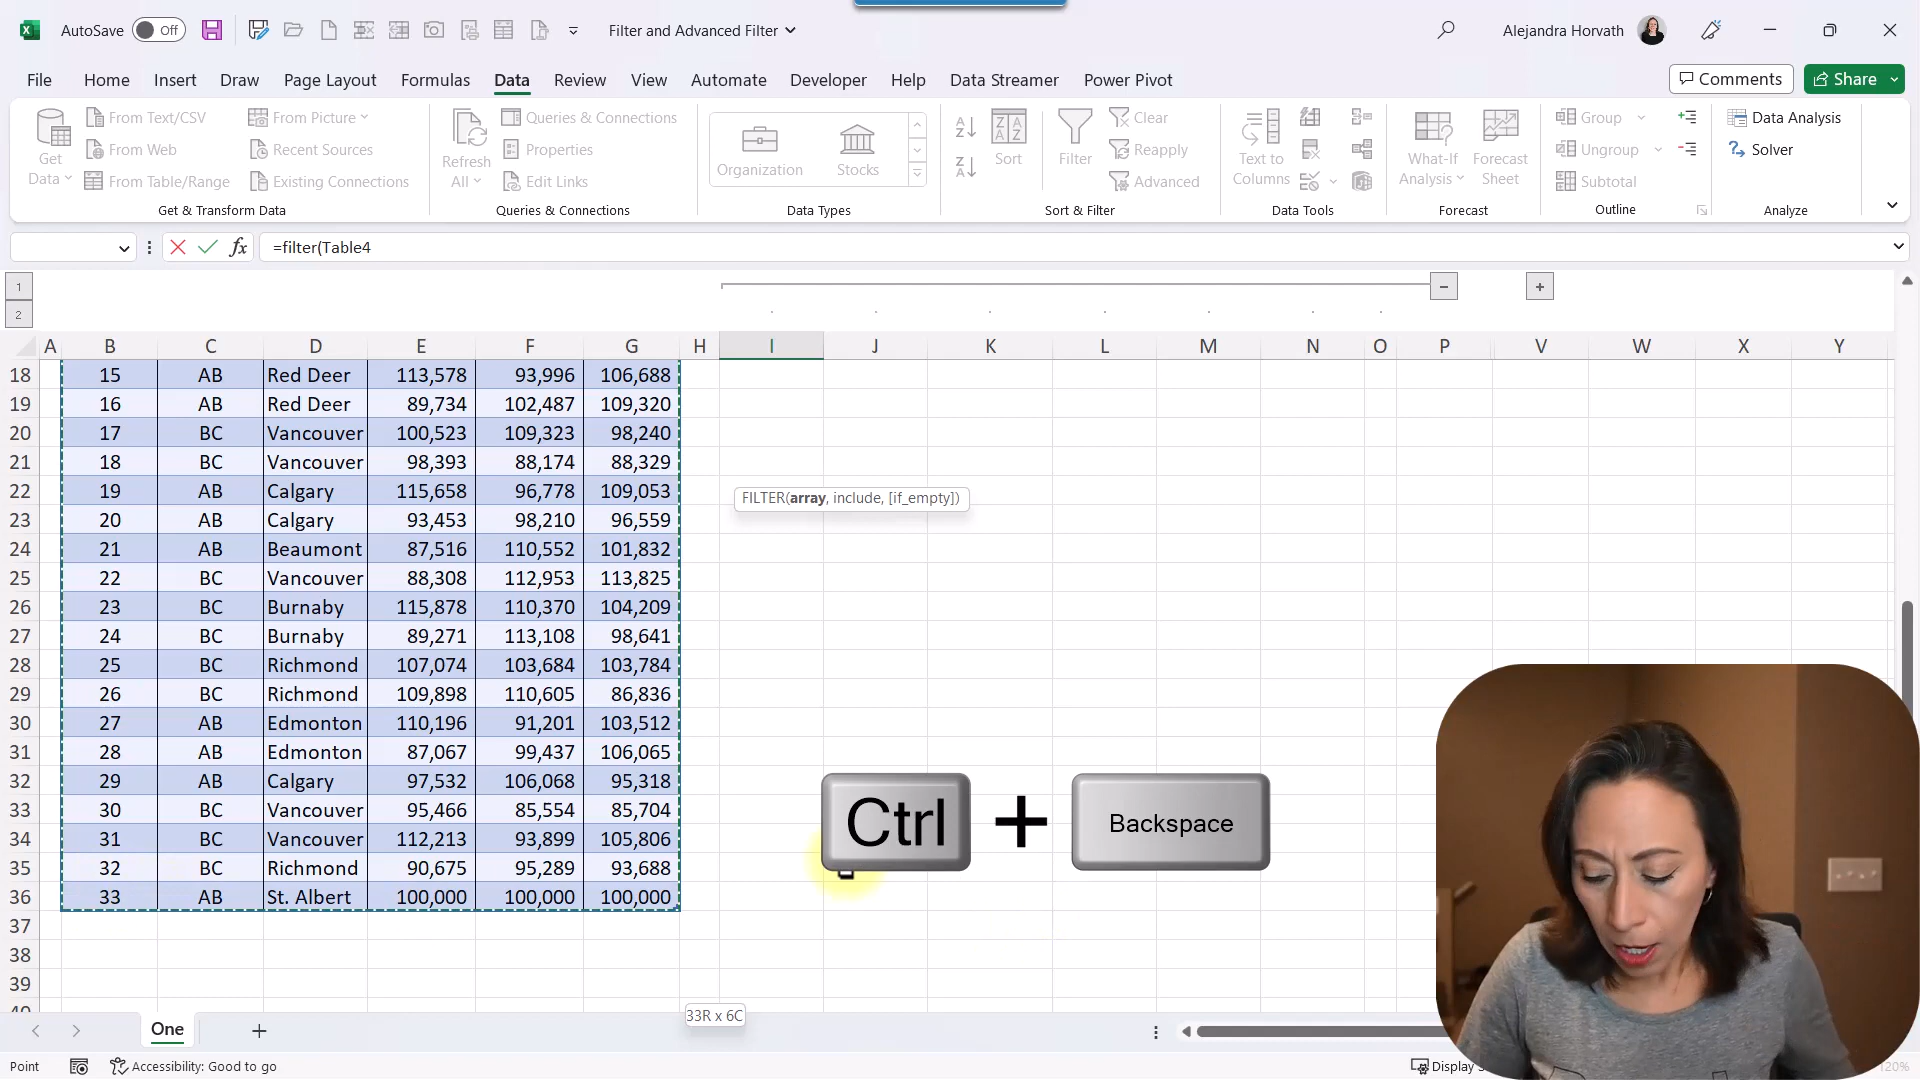 AutoSave Off Filter and Advanced Filter Alejandra Horvath
File Home Insert Draw Page Layout Formulas Data Review View Automate Developer Help Data Streamer Power Pivot Comments Share
Get Data From Text/CSV From Picture Refresh All Queries & Connections Organization Stocks Sort Filter Clear Text to Columns What-If Analysis Forecast Sheet Group Data Analysis
From Web Recent Sources Properties Reapply Ungroup Solver
From Table/Range Existing Connections Edit Links Advanced Subtotal
Get & Transform Data Queries & Connections Data Types Sort & Filter Data Tools Forecast Outline Analyze
fx =filter(Table4
1
2
A B C D E F G H I J K L M N O P V W X Y
18 15 AB Red Deer 113,578 93,996 106,688
19 16 AB Red Deer 89,734 102,487 109,320
20 17 BC Vancouver 100,523 109,323 98,240
21 18 BC Vancouver 98,393 88,174 88,329
22 19 AB Calgary 115,658 96,778 109,053
FILTER(array, include, [if_empty])
23 20 AB Calgary 93,453 98,210 96,559
24 21 AB Beaumont 87,516 110,552 101,832
25 22 BC Vancouver 88,308 112,953 113,825
26 23 BC Burnaby 115,878 110,370 104,209
27 24 BC Burnaby 89,271 113,108 98,641
28 25 BC Richmond 107,074 103,684 103,784
29 26 BC Richmond 109,898 110,605 86,836
30 27 AB Edmonton 110,196 91,201 103,512
31 28 AB Edmonton 87,067 99,437 106,065
32 29 AB Calgary 97,532 106,068 95,318
33 30 BC Vancouver 95,466 85,554 85,704
Ctrl + Backspace
34 31 BC Vancouver 112,213 93,899 105,806
35 32 BC Richmond 90,675 95,289 93,688
36 33 AB St. Albert 100,000 100,000 100,000
37
38
39
33R x 6C
One
Point Accessibility: Good to go Display 120%